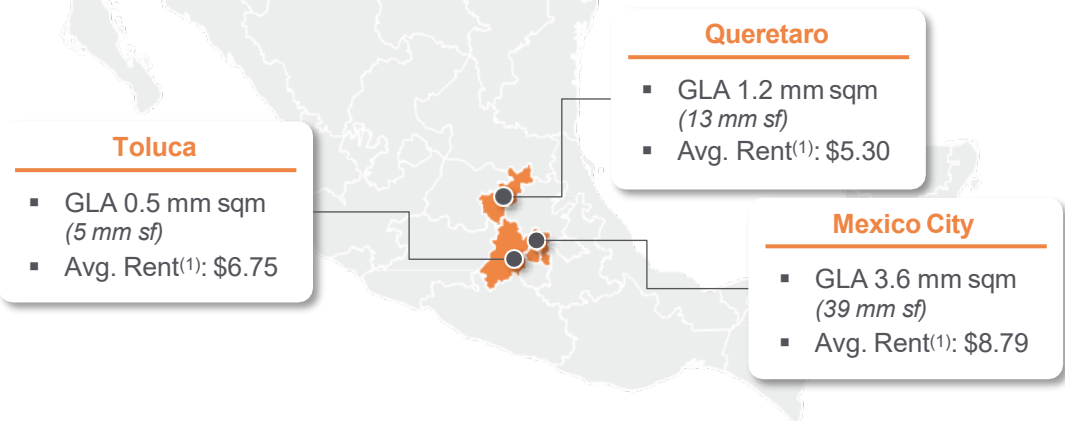 Queretaro
▪ GLA 1.2 mm sqm
(13 mm sf)
▪ Avg. Rent(1): $5.30
Toluca
▪ GLA 0.5 mm sqm
(5 mm sf)
▪ Avg. Rent(1): $6.75
Mexico City
▪ GLA 3.6 mm sqm
(39 mm sf)
▪ Avg. Rent(1): $8.79